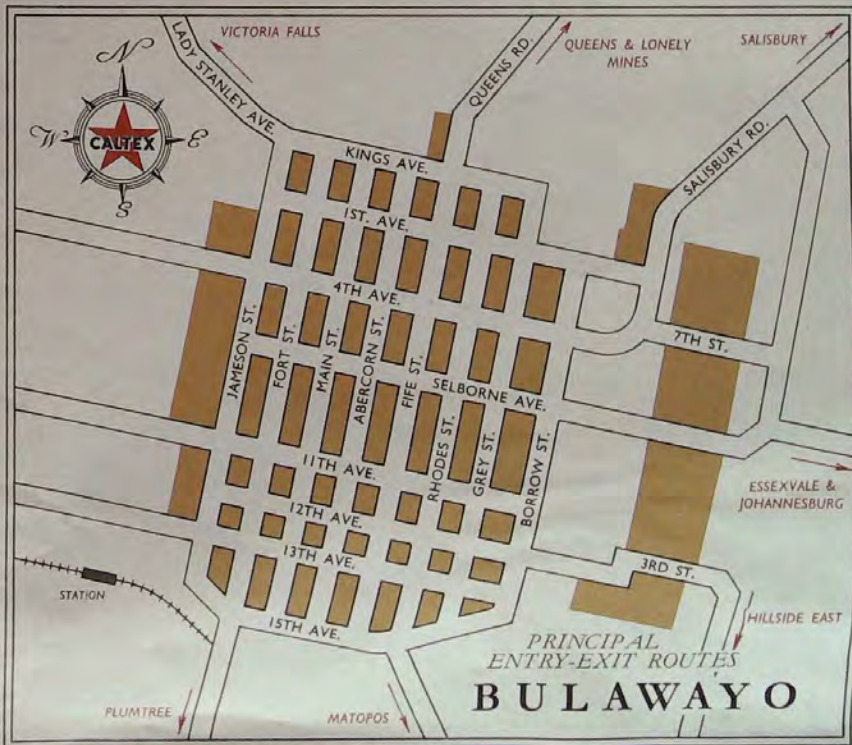 VICTORIA FALLS
QUEENS & LONELY
MINES
SALISBURY
LADY STANLEY AVE.
QUEENS RD.
SALISBURY RD.
N
W
CALTEX
E
S
KINGS AVE.
1ST. AVE.
4TH AVE.
7TH ST.
JAMESON ST.
FORT ST.
MAIN ST.
ABERCORN ST.
FIFE ST.
SELBORNE AVE.
RHODES ST.
GREY ST.
BORROW ST.
11TH AVE.
12TH AVE.
13TH AVE.
15TH AVE.
ESSEXVALE &
JOHANNESBURG
3RD ST.
STATION
HILLSIDE EAST
PLUMTREE
MATOPOS
PRINCIPAL
ENTRY-EXIT ROUTES
BULAWAYO